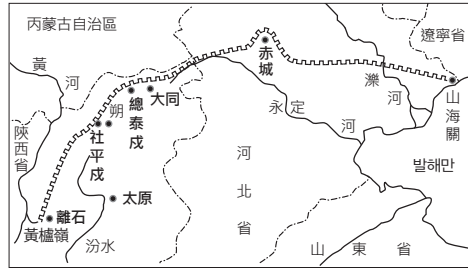 丙蒙古自治區
黃河
陝西省
赤城
遼寧省
山海關
灤河
永定河
大同
總泰戍
朔
社平戍
발해만
河北省
太原
離石
黃櫨嶺
汾水
山東省